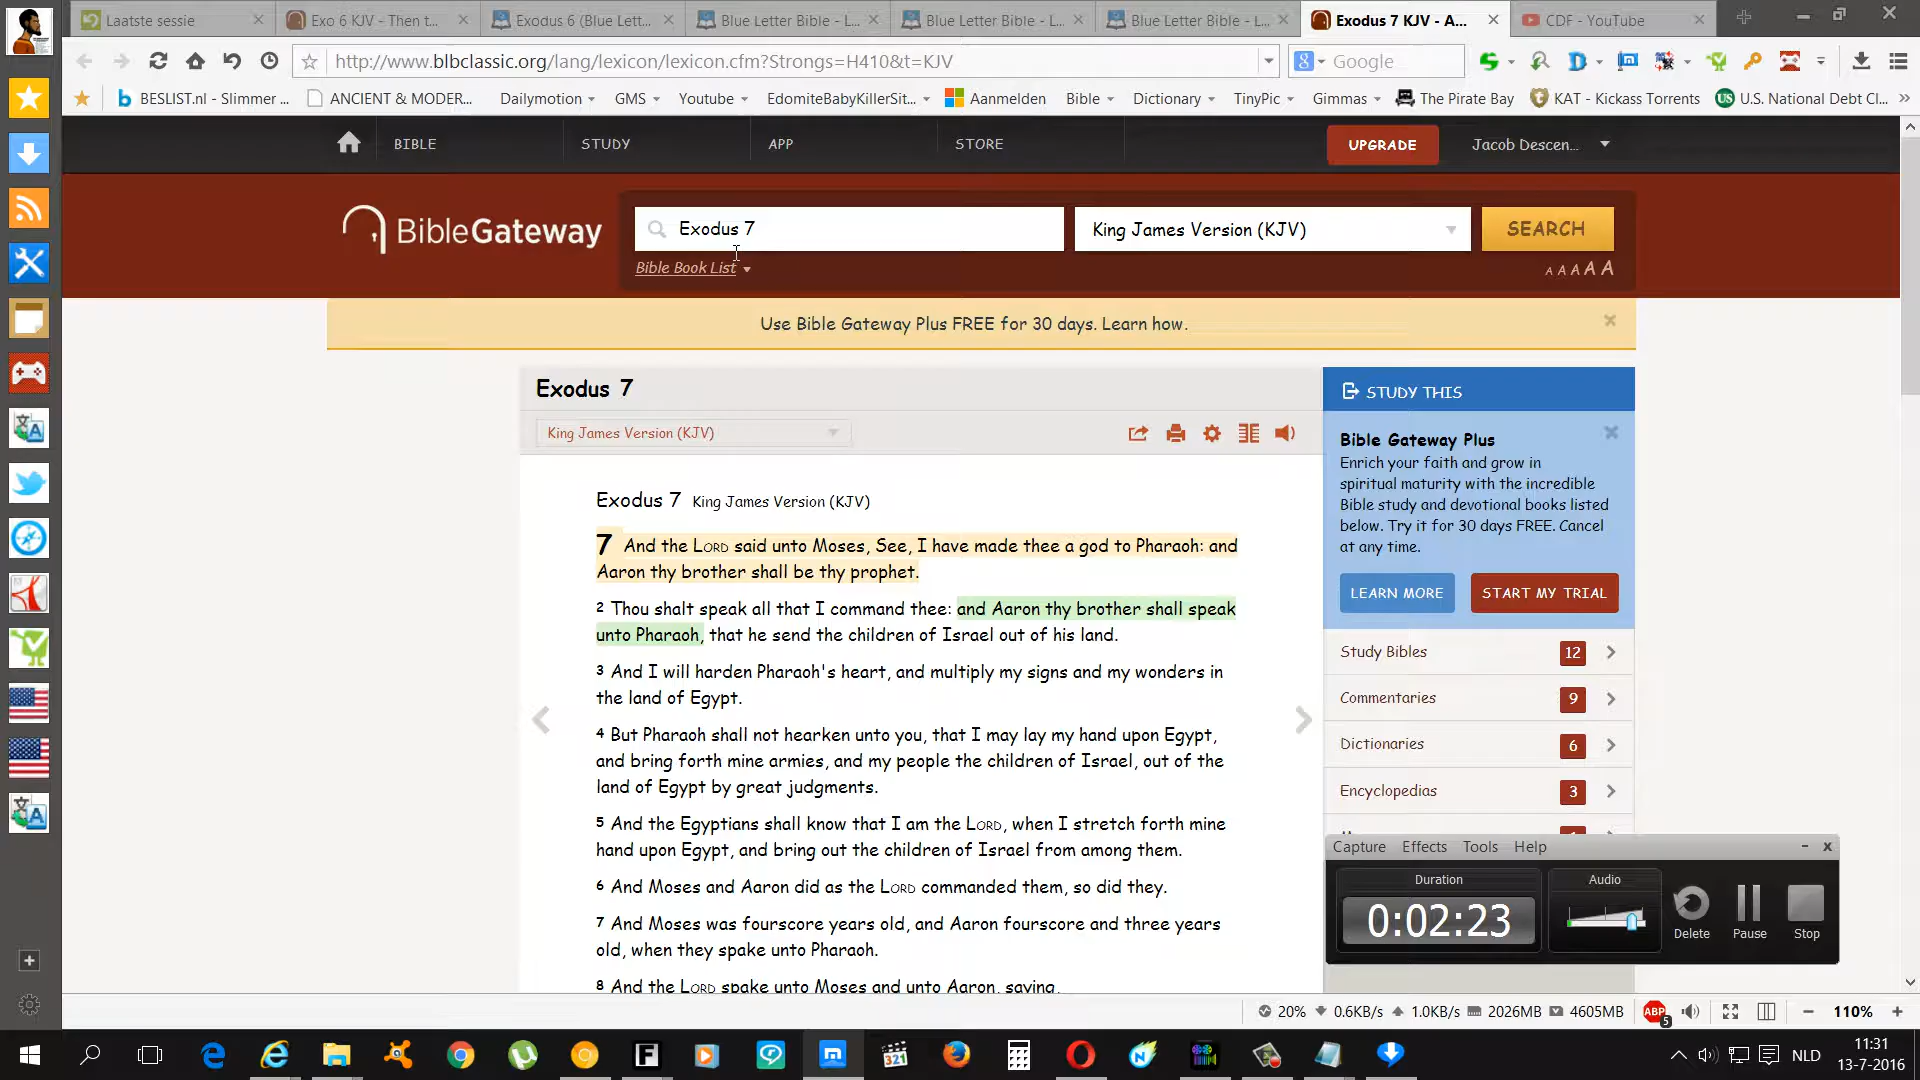 Laatste sessie
Exo 6 KJV - Then t...
Exodus 6 (Blue Lett...
Blue Letter Bible - L...
Blue Letter Bible - L...
Blue Letter Bible - L...
Exodus 7 KJV - A...
CDF - YouTube
http://www.blbclassic.org/lang/lexicon/lexicon.cfm?Strongs=H410&t=KJV
Google
BESLIST.nl - Slimmer ...
ANCIENT & MODER...
Dailymotion
GMS
Youtube
EdomiteBabyKillerSit...
Aanmelden
Bible
Dictionary
TinyPic
Gimmas
The Pirate Bay
KAT - Kickass Torrents
U.S. National Debt Cl...
BIBLE
STUDY
APP
STORE
UPGRADE
Jacob Descen...
BibleGateway
Exodus 7
King James Version (KJV)
SEARCH
Bible Book List
A A A A A
Use Bible Gateway Plus FREE for 30 days. Learn how.
Exodus 7
King James Version (KJV)
Exodus 7 King James Version (KJV)
7 And the LORD said unto Moses, See, I have made thee a god to Pharaoh: and
Aaron thy brother shall be thy prophet.
2 Thou shalt speak all that I command thee: and Aaron thy brother shall speak
unto Pharaoh, that he send the children of Israel out of his land.
3 And I will harden Pharaoh's heart, and multiply my signs and my wonders in
the land of Egypt.
4 But Pharaoh shall not hearken unto you, that I may lay my hand upon Egypt,
and bring forth mine armies, and my people the children of Israel, out of the
land of Egypt by great judgments.
5 And the Egyptians shall know that I am the LORD, when I stretch forth mine
hand upon Egypt, and bring out the children of Israel from among them.
6 And Moses and Aaron did as the LORD commanded them, so did they.
7 And Moses was fourscore years old, and Aaron fourscore and three years
old, when they spake unto Pharaoh.
8 And the LORD spake unto Moses and unto Aaron, saying,
STUDY THIS
Bible Gateway Plus
Enrich your faith and grow in
spiritual maturity with the incredible
Bible study and devotional books listed
below. Try it for 30 days FREE. Cancel
at any time.
LEARN MORE
START MY TRIAL
Study Bibles 12
Commentaries 9
Dictionaries 6
Encyclopedias 3
Capture Effects Tools Help
Duration
0:02:23
Audio
Delete
Pause
Stop
20%
0.6KB/s
1.0KB/s
2026MB
4605MB
ABP
5
110%
321
NLD
11:31
13-7-2016